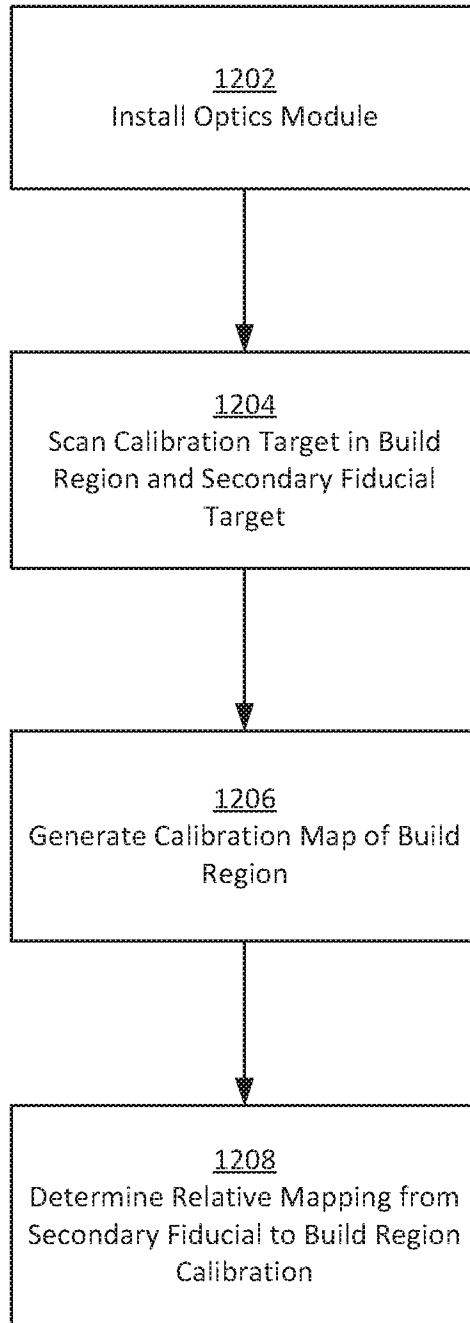 1202
Install Optics Module
1204
Scan Calibration Target in Build
Region and Secondary Fiducial
Target
1206
Generate Calibration Map of Build
Region
1208
Determine Relative Mapping from
Secondary Fiducial to Build Region
Calibration